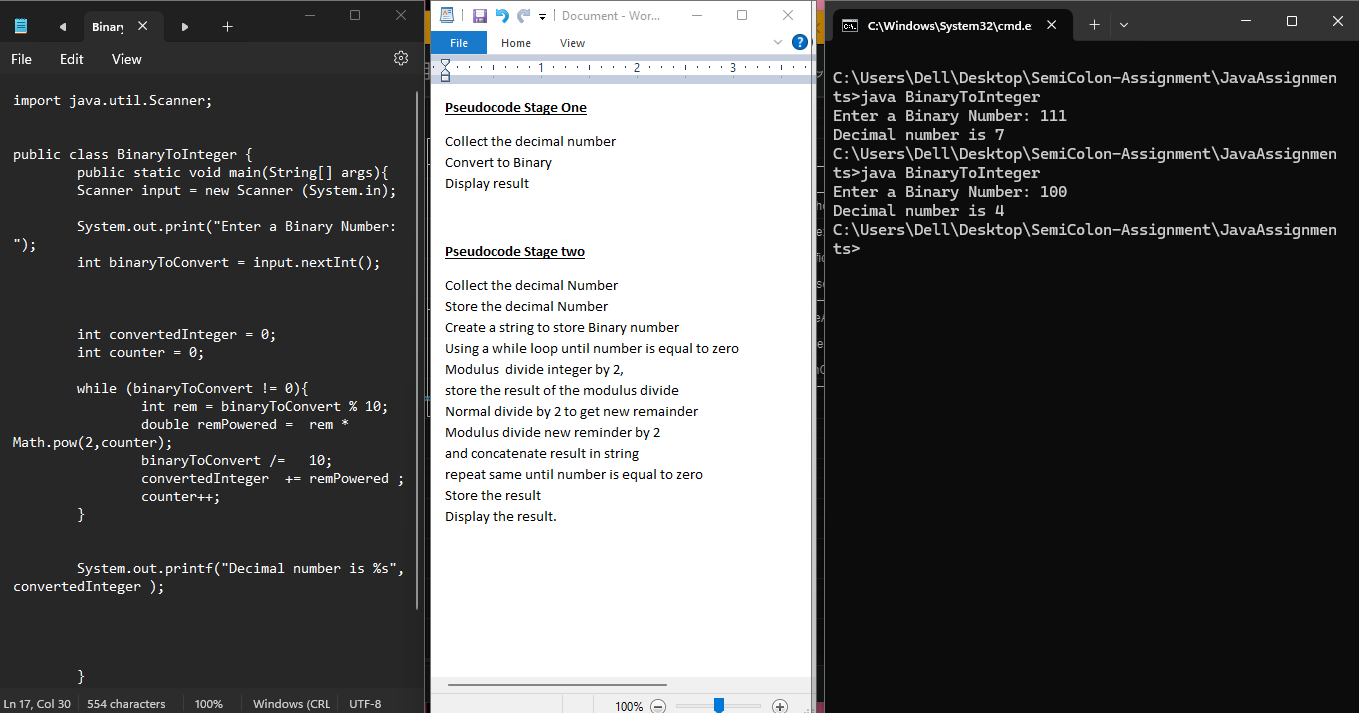 Binary
File Edit View
import java.util.Scanner;
public class BinaryToInteger {
public static void main(String[] args){
Scanner input = new Scanner (System.in);
System.out.print("Enter a Binary Number:
");
int binaryToConvert = input.nextInt();
int convertedInteger = 0;
int counter = 0;
while (binaryToConvert != 0){
int rem = binaryToConvert % 10;
double remPowered =  rem *
Math.pow(2,counter);
binaryToConvert /=   10;
convertedInteger  += remPowered ;
counter++;
}
System.out.printf("Decimal number is %s",
convertedInteger );
}
Ln 17, Col 30 554 characters 100% Windows (CRL UTF-8
Document - Wor...
File Home View
1 2 3
Pseudocode Stage One
Collect the decimal number
Convert to Binary
Display result
Pseudocode Stage two
Collect the decimal Number
Store the decimal Number
Create a string to store Binary number
Using a while loop until number is equal to zero
Modulus  divide integer by 2,
store the result of the modulus divide
Normal divide by 2 to get new remainder
Modulus divide new reminder by 2
and concatenate result in string
repeat same until number is equal to zero
Store the result
Display the result.
100%
C:\Windows\System32\cmd.e
C:\Users\Dell\Desktop\SemiColon-Assignment\JavaAssignmen
ts>java BinaryToInteger
Enter a Binary Number: 111
Decimal number is 7
C:\Users\Dell\Desktop\SemiColon-Assignment\JavaAssignmen
ts>java BinaryToInteger
Enter a Binary Number: 100
Decimal number is 4
C:\Users\Dell\Desktop\SemiColon-Assignment\JavaAssignmen
ts>